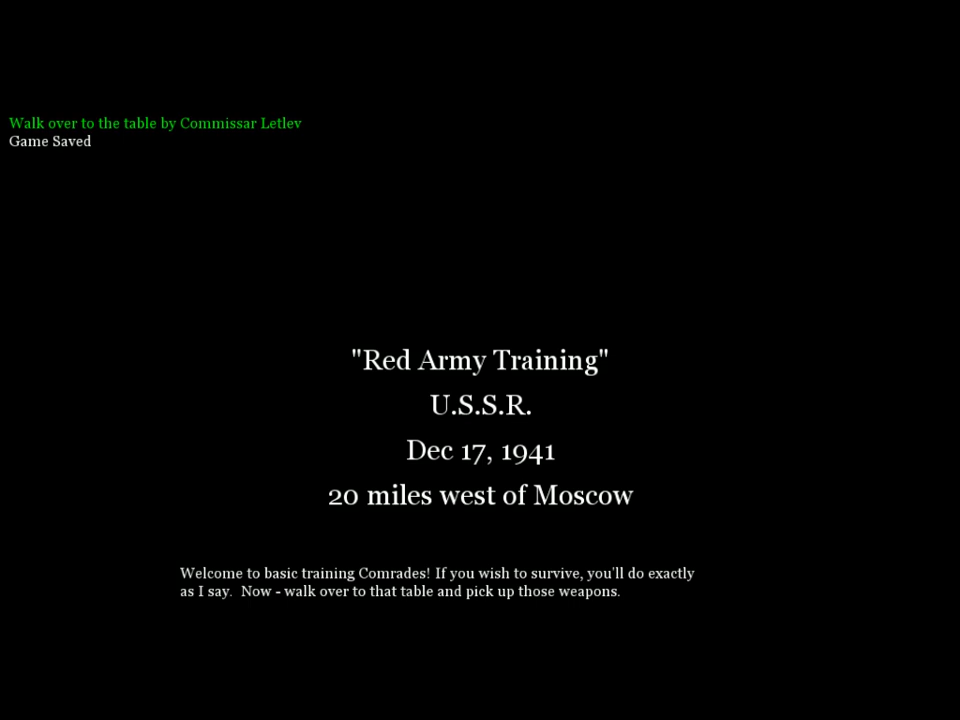 Walk over to the table by Commissar Letlev
Game Saved
"Red Army Training"
U.S.S.R.
Dec 17, 1941
20 miles west of Moscow
Welcome to basic training Comrades! If you wish to survive, you'll do exactly
as I say.  Now - walk over to that table and pick up those weapons.